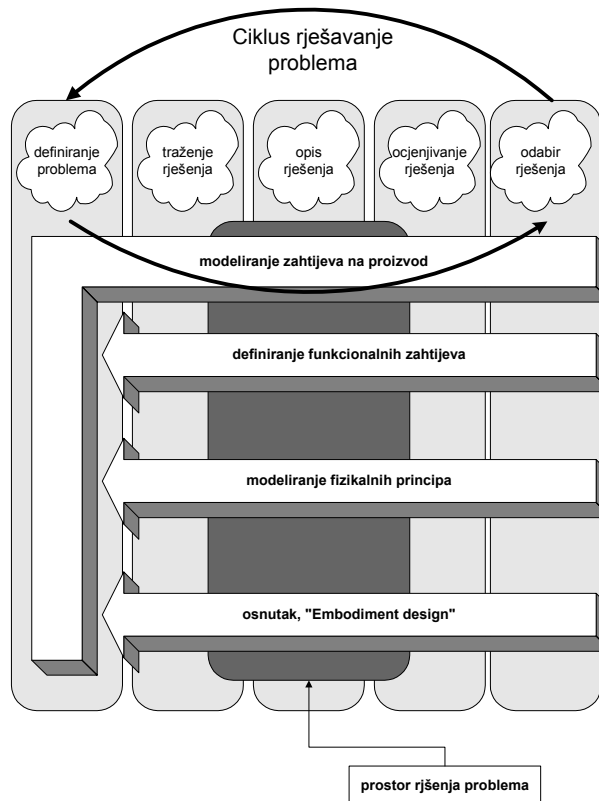 Ciklus rješavanje
problema
definiranje
problema
traženje
rješenja
opis
rješenja
ocjenjivanje
rješenja
odabir
rješenja
modeliranje zahtijeva na proizvod
definiranje funkcionalnih zahtijeva
modeliranje fizikalnih principa
osnutak, "Embodiment design"
prostor rjšenja problema